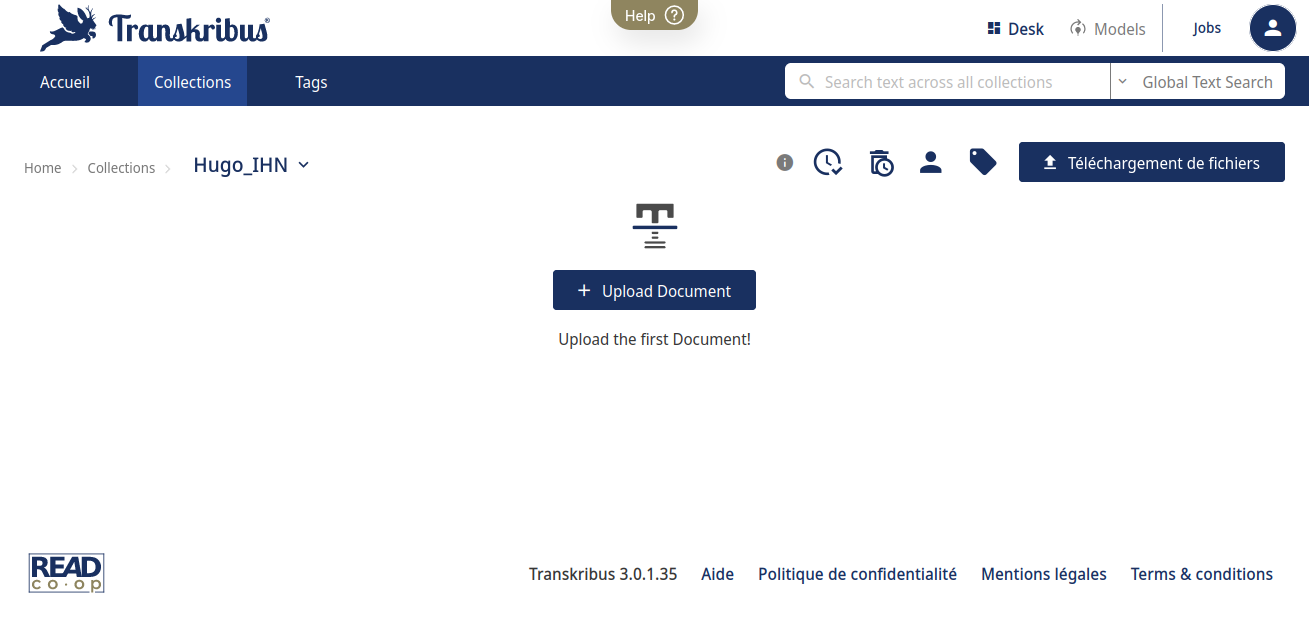 Transkribus®
Help ?
Desk
Models
Jobs
Accueil
Collections
Tags
Search text across all collections
Global Text Search
Home
Collections
Hugo_IHN
Téléchargement de fichiers
+ Upload Document
Upload the first Document!
READ
co·op
Transkribus 3.0.1.35
Aide
Politique de confidentialité
Mentions légales
Terms & conditions